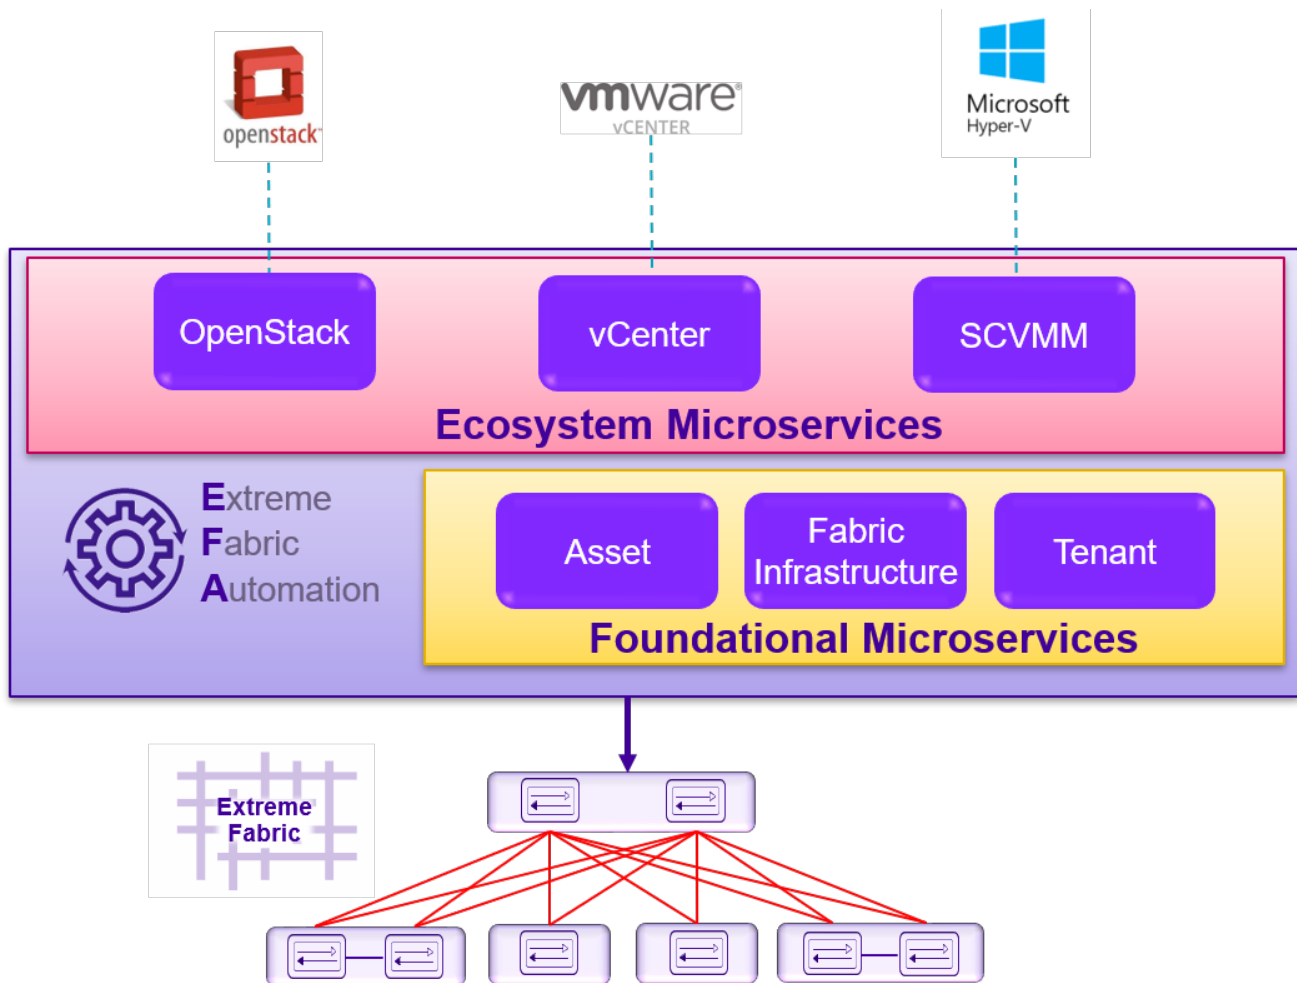 openstack
vmware®
vCENTER
Microsoft
Hyper-V
OpenStack
vCenter
SCVMM
Ecosystem Microservices
Extreme
Fabric
Automation
Asset
Fabric
Infrastructure
Tenant
Foundational Microservices
Extreme
Fabric